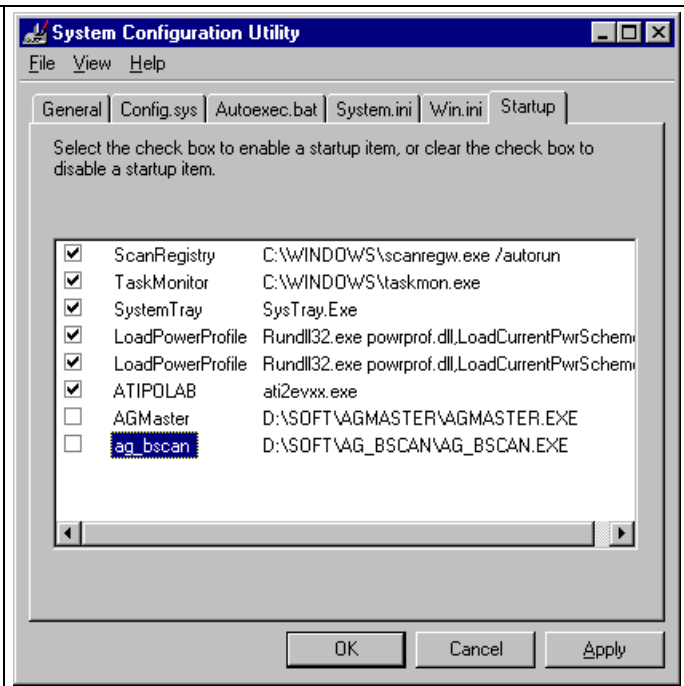 System Configuration Utility
File View Help
General Config.sys Autoexec.bat System.ini Win.ini Startup
Select the check box to enable a startup item, or clear the check box to
disable a startup item.
ScanRegistry C:\WINDOWS\scanregw.exe /autorun
TaskMonitor C:\WINDOWS\taskmon.exe
SystemTray SysTray.Exe
LoadPowerProfile Rundll32.exe powrprof.dll,LoadCurrentPwrScheme
LoadPowerProfile Rundll32.exe powrprof.dll,LoadCurrentPwrScheme
ATIPOLAB ati2evxx.exe
AGMaster D:\SOFT\AGMASTER\AGMASTER.EXE
ag_bscan D:\SOFT\AG_BSCAN\AG_BSCAN.EXE
OK Cancel Apply